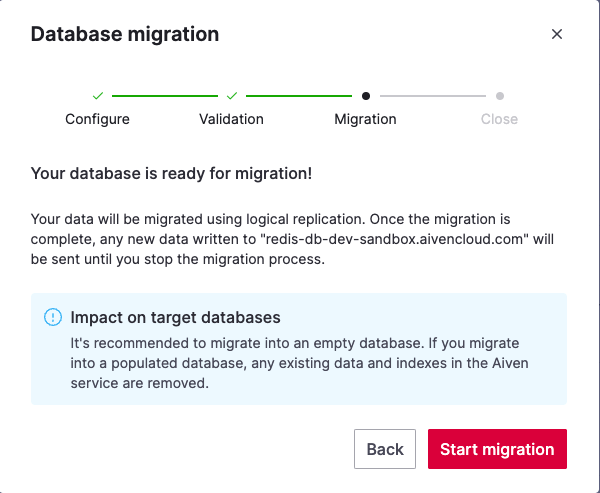 Database migration
Configure
Validation
Migration
Close
Your database is ready for migration!
Your data will be migrated using logical replication. Once the migration is
complete, any new data written to "redis-db-dev-sandbox.aivencloud.com" will
be sent until you stop the migration process.
Impact on target databases
It's recommended to migrate into an empty database. If you migrate
into a populated database, any existing data and indexes in the Aiven
service are removed.
Back
Start migration